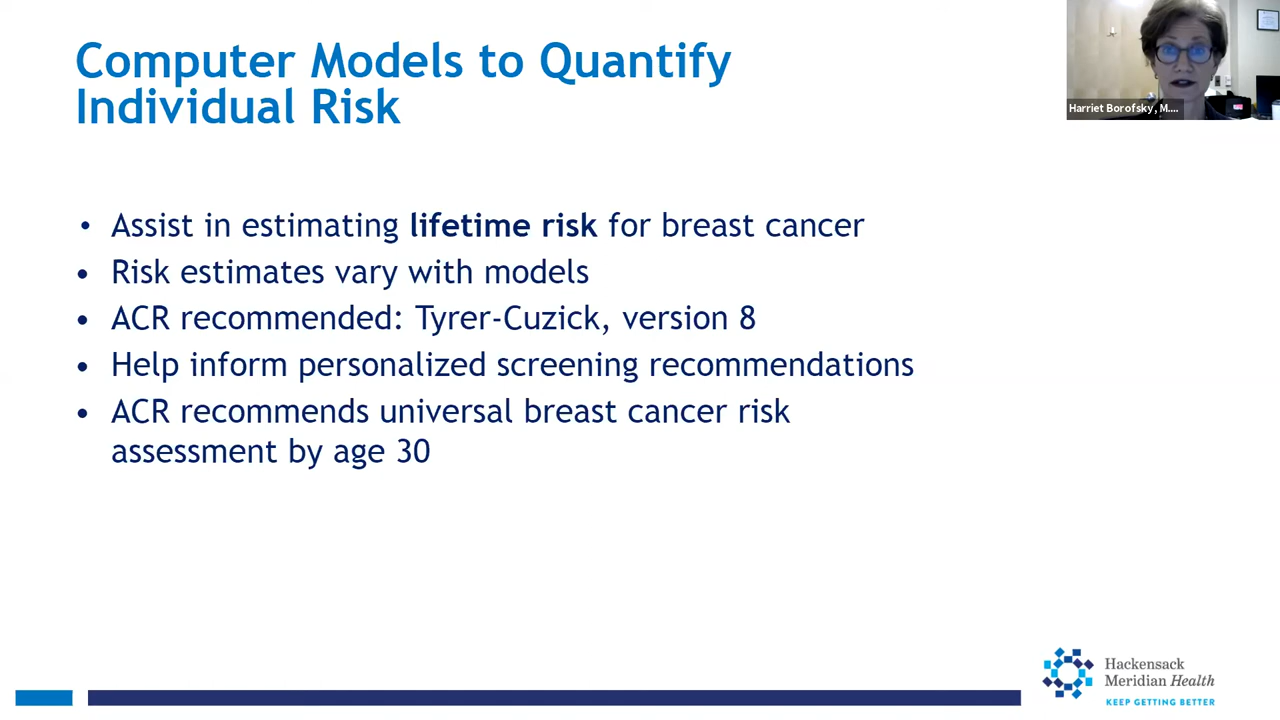 Computer Models to Quantify
Individual Risk
Harriet Borofsky, M....
• Assist in estimating lifetime risk for breast cancer
• Risk estimates vary with models
• ACR recommended: Tyrer-Cuzick, version 8
• Help inform personalized screening recommendations
• ACR recommends universal breast cancer risk
assessment by age 30
Hackensack
Meridian Health
KEEP GETTING BETTER